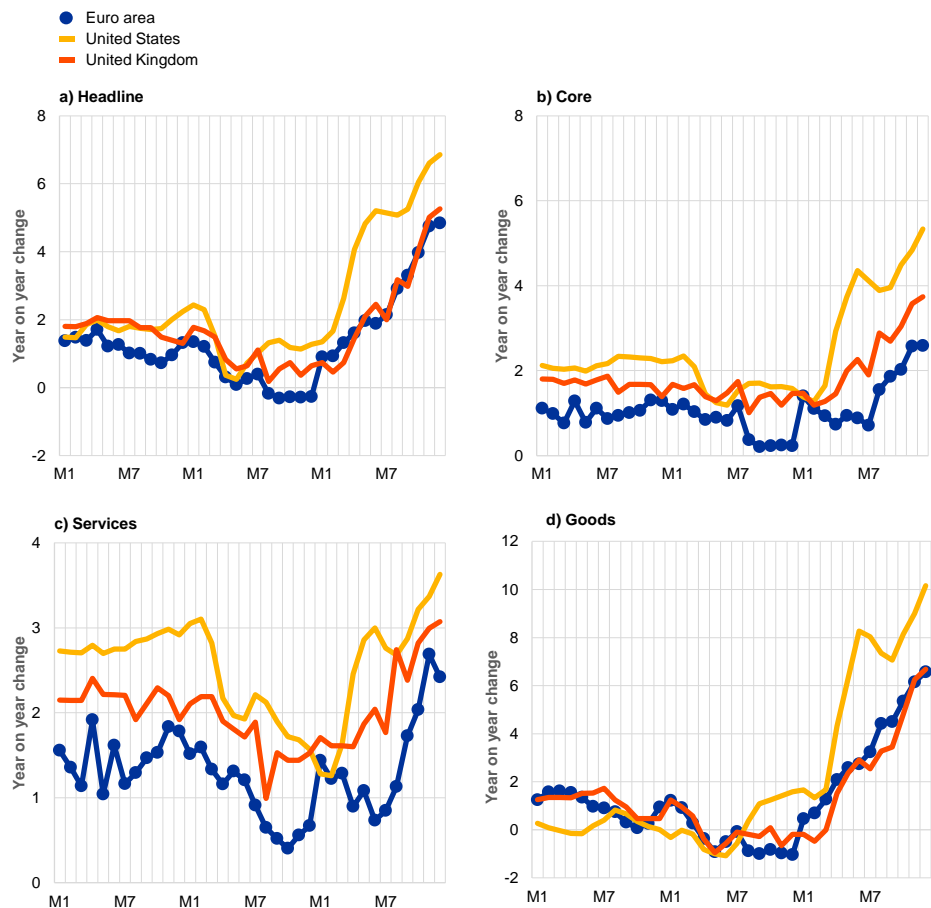 Euro area
United States
United Kingdom
a) Headline
Year on year change
8
6
4
2
0
-2
M1 M7 M1 M7 M1 M7
b) Core
Year on year change
8
6
4
2
0
M1 M7 M1 M7 M1 M7
c) Services
Year on year change
4
3
2
1
0
M1 M7 M1 M7 M1 M7
d) Goods
Year on year change
12
10
8
6
4
2
0
-2
M1 M7 M1 M7 M1 M7